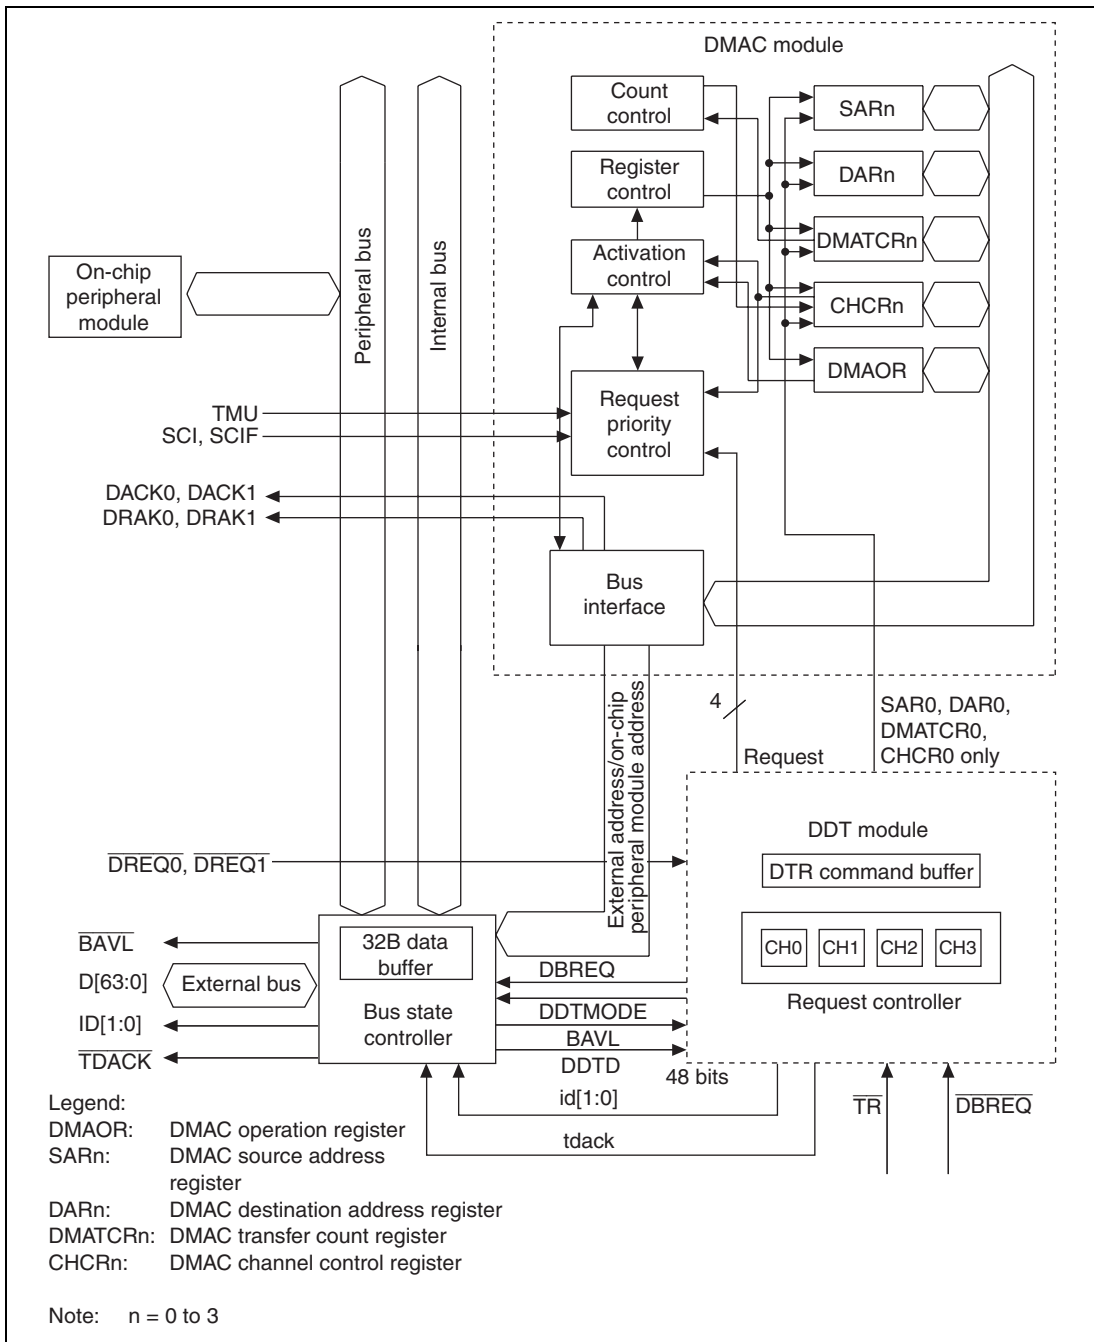 DMAC module
Count
control
SARn
Register
control
DARn
Activation
control
DMATCRn
On-chip
peripheral
module
Peripheral bus
Internal bus
CHCRn
DMAOR
Request
priority
control
TMU
SCI, SCIF
DACK0, DACK1
DRAK0, DRAK1
Bus
interface
External address/on-chip
peripheral module address
4
Request
SAR0, DAR0,
DMATCR0,
CHCR0 only
DDT module
DREQ0, DREQ1
DTR command buffer
CH0 CH1 CH2 CH3
Request controller
BAVL
32B data
buffer
D[63:0]
External bus
Bus state
controller
ID[1:0]
TDACK
DBREQ
DDTMODE
BAVL
DDTD
48 bits
id[1:0]
tdack
TR
DBREQ
Legend:
DMAOR: DMAC operation register
SARn: DMAC source address
register
DARn: DMAC destination address register
DMATCRn: DMAC transfer count register
CHCRn: DMAC channel control register
Note: n = 0 to 3